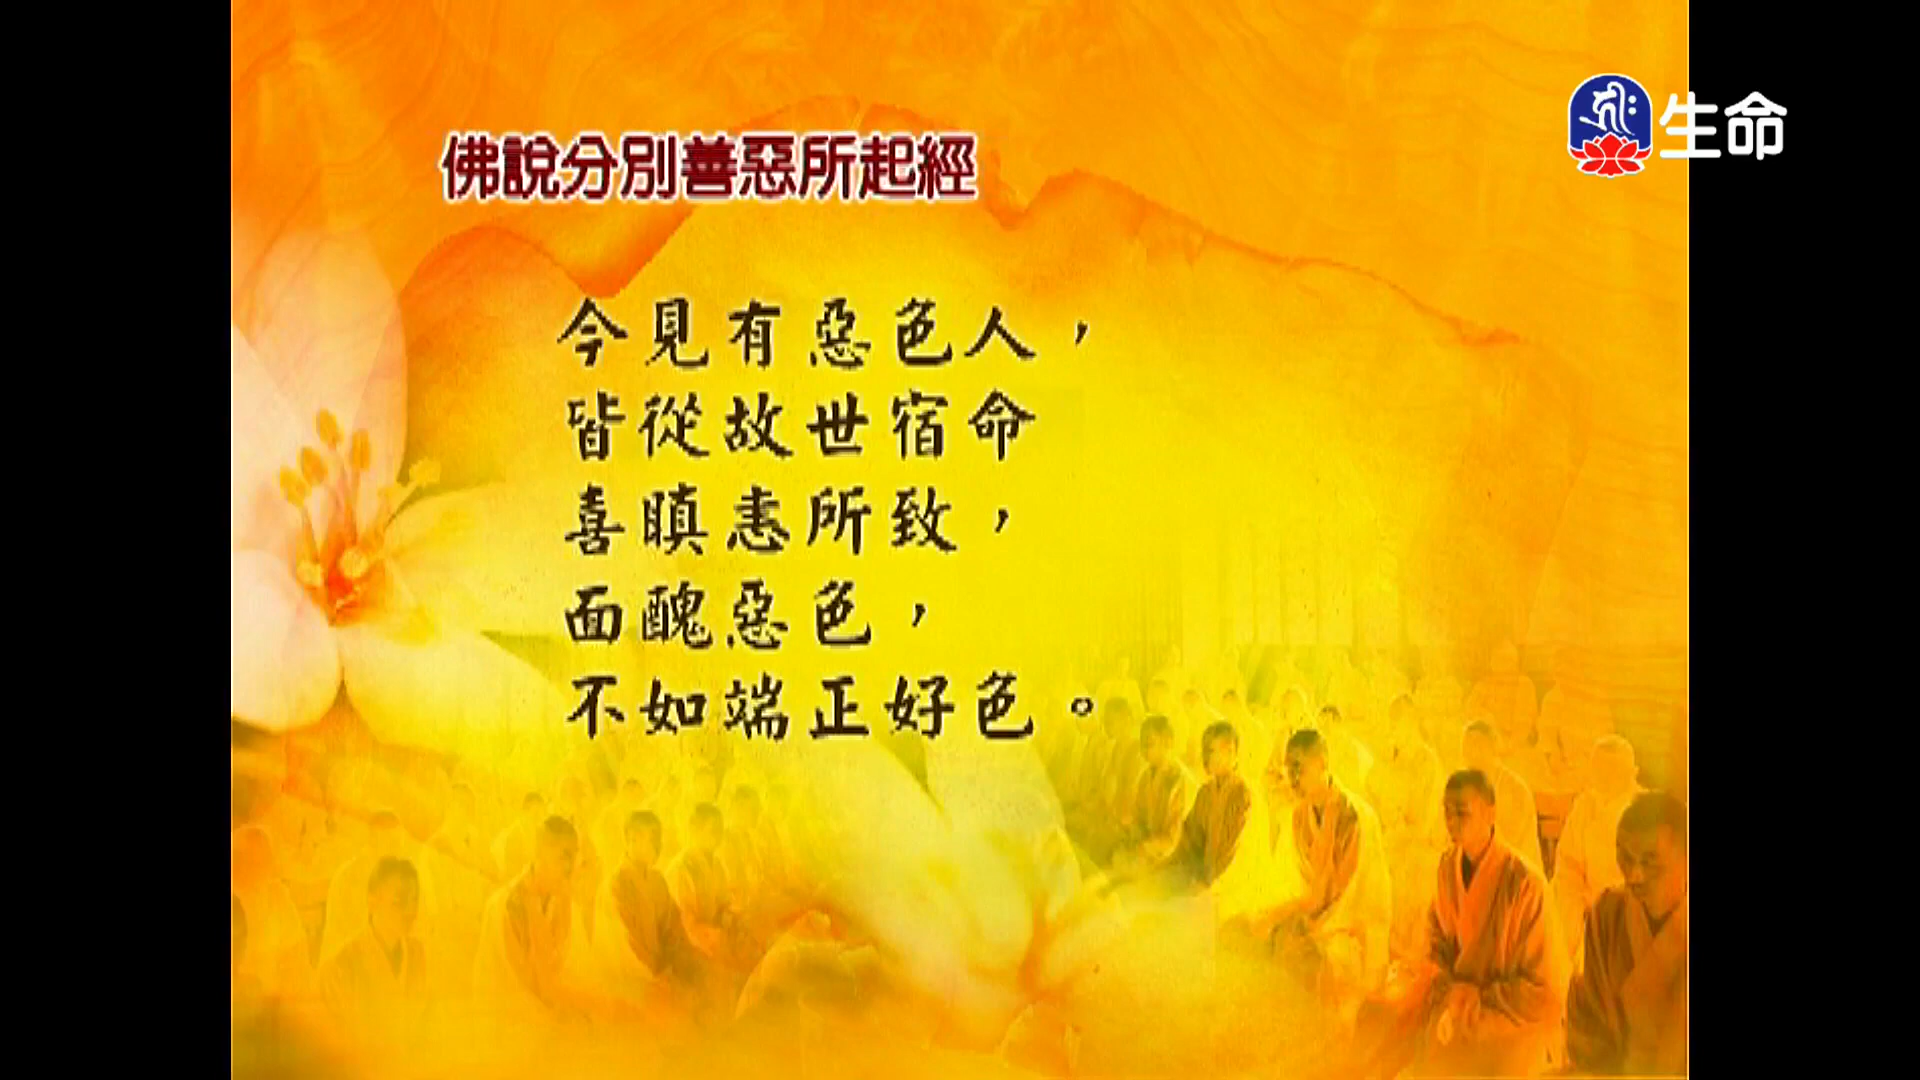 生命
佛說分別善惡所起經
今見有惡色人，
皆從故世宿命
喜瞋恚所致，
面醜惡色，
不如端正好色。